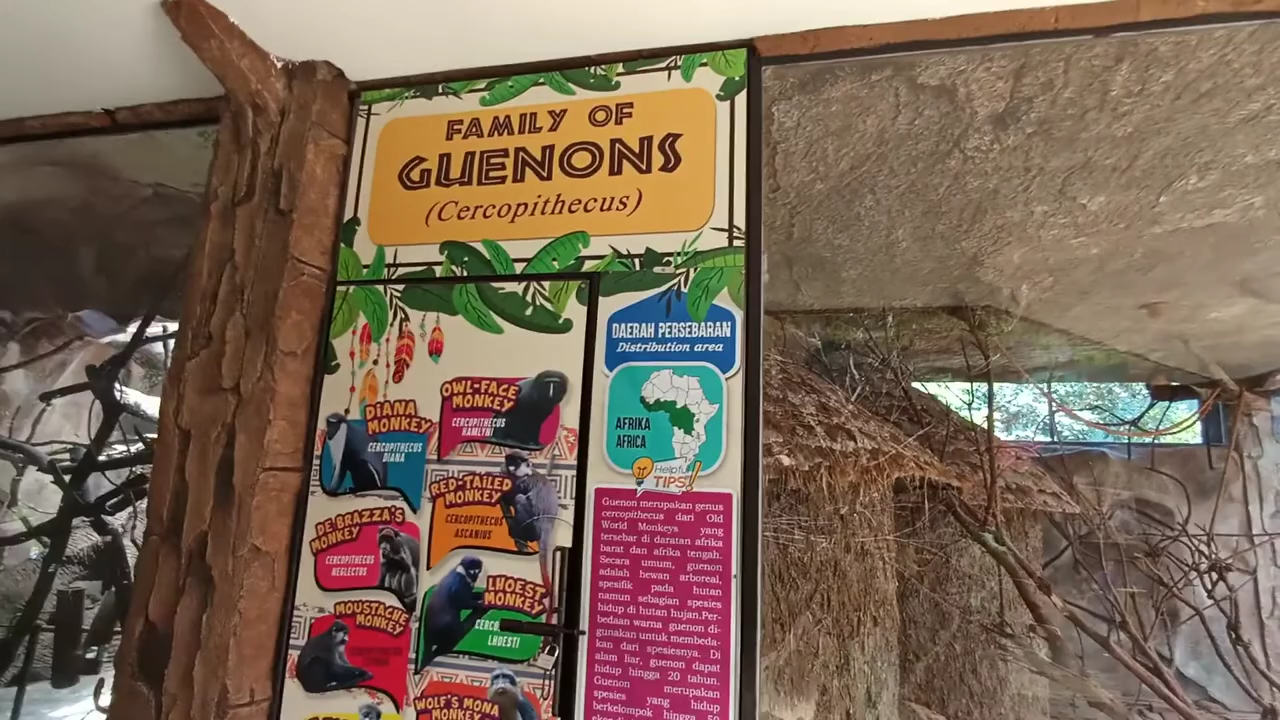 FAMILY OF
GUENONS
(Cercopithecus)
DAERAH PERSEBARAN
Distribution area
AFRIKA
AFRICA
Helpful
TIPS!
OWL-FACE
MONKEY
CERCOPITHECUS
HAMLYNI
DIANA
MONKEY
CERCOPITHECUS
DIANA
RED-TAILED
MONKEY
CERCOPITHECUS
ASCANIUS
DE BRAZZA'S
MONKEY
CERCOPITHECUS
NEGLECTUS
LHOEST
MONKEY
CERCO
LHOESTI
MOUSTACHE
MONKEY
WOLF'S MONA
MONKEY
Guenon merupakan genus
cercopithecus dari Old
World Monkeys yang
tersebar di daratan afrika
barat dan afrika tengah.
Secara umum, guenon
adalah hewan arboreal,
spesifik pada hutan
namun sebagian spesies
hidup di hutan hujan.Per-
bedaan warna guenon di-
gunakan untuk membeda-
kan dari spesiesnya. Di
alam liar, guenon dapat
hidup hingga 20 tahun.
Guenon merupakan
spesies yang hidup
berkelompok hingga 50